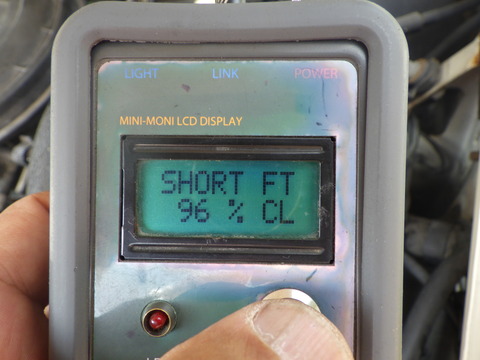 LIGHT LINK POWER
MINI-MONI LCD DISPLAY
SHORT FT
96 % CL